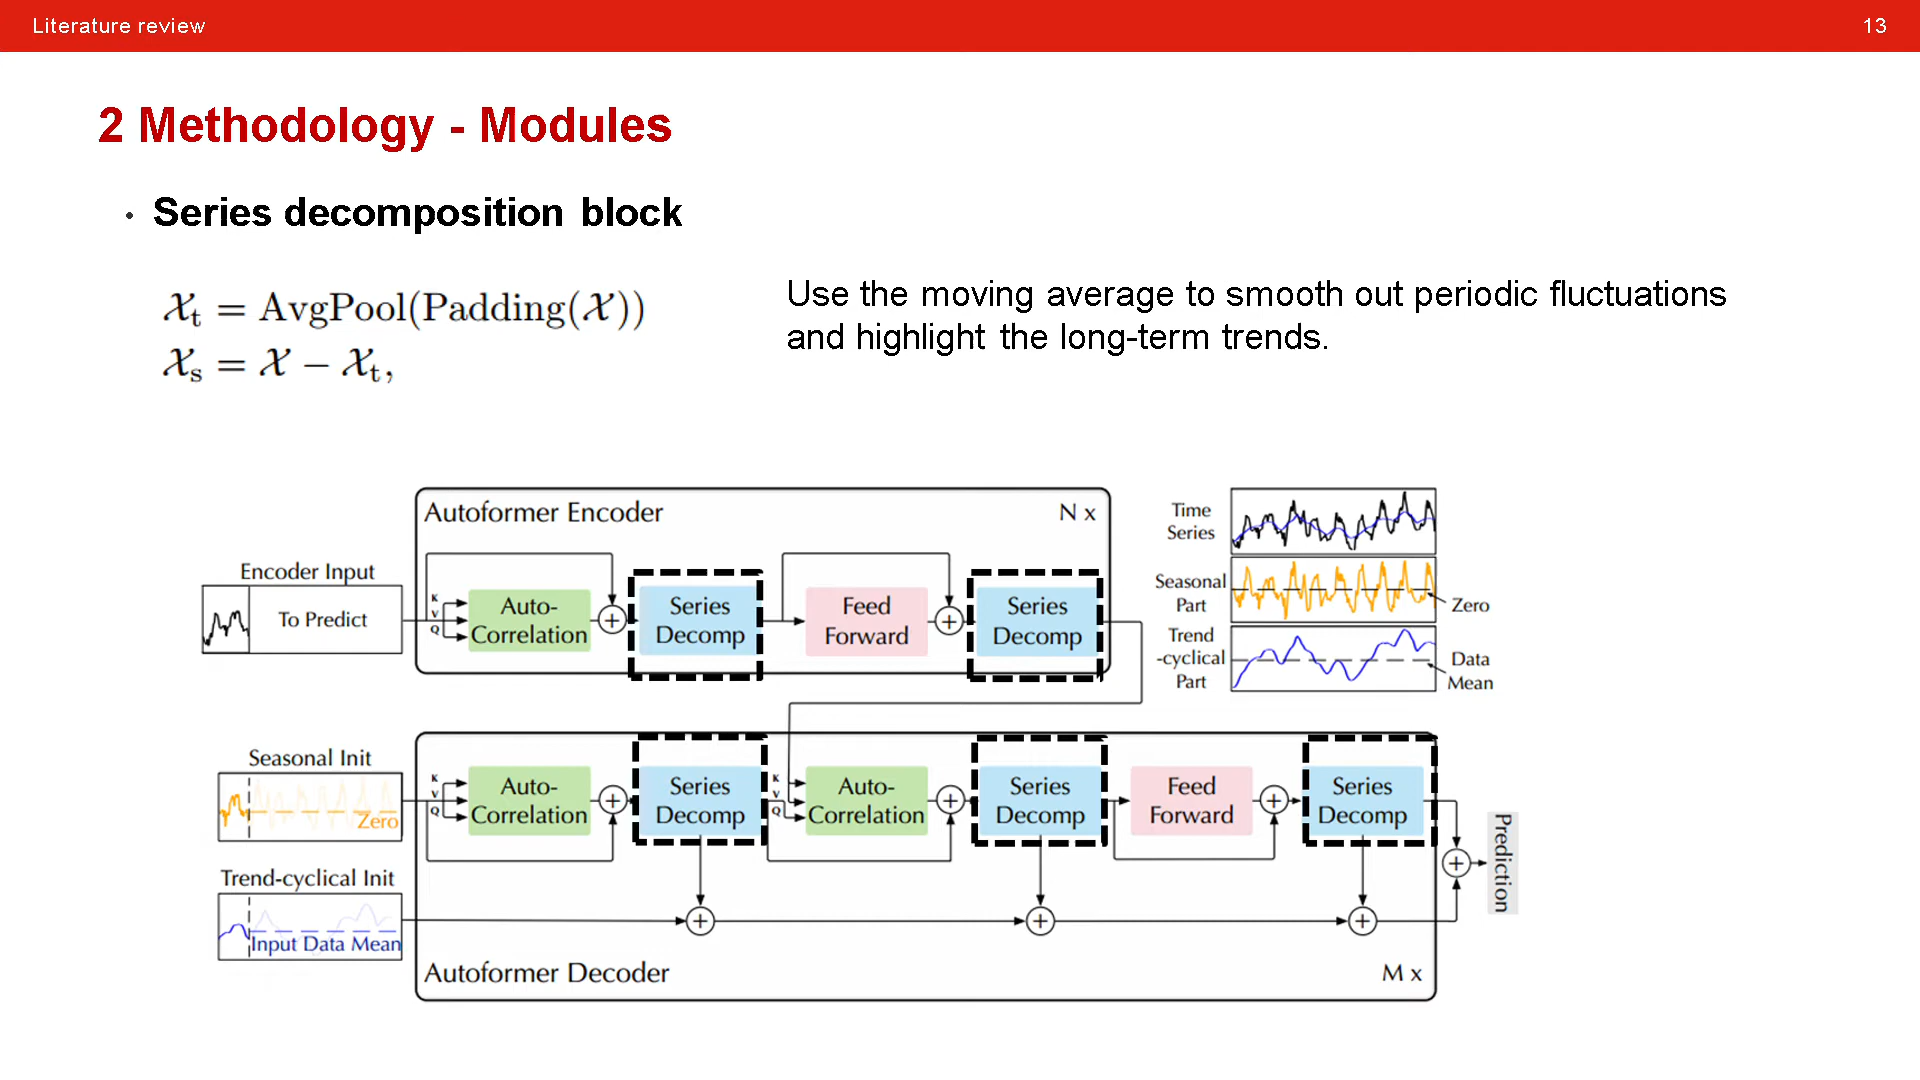 Literature review
13
2 Methodology - Modules
• Series decomposition block
𝒳t = AvgPool(Padding(𝒳))
𝒳s = 𝒳 − 𝒳t,
Use the moving average to smooth out periodic fluctuations
and highlight the long-term trends.
Autoformer Encoder
N x
Encoder Input
To Predict
K
V
Q
Auto-
Correlation
+
Series
Decomp
Feed
Forward
+
Series
Decomp
Time
Series
Seasonal
Part
Zero
Trend
-cyclical
Part
Data
Mean
Seasonal Init
Zero
K
V
Q
Auto-
Correlation
+
Series
Decomp
K
V
Q
Auto-
Correlation
+
Series
Decomp
Feed
Forward
+
Series
Decomp
+
Prediction
Trend-cyclical Init
Input Data Mean
+
+
+
Autoformer Decoder
M x